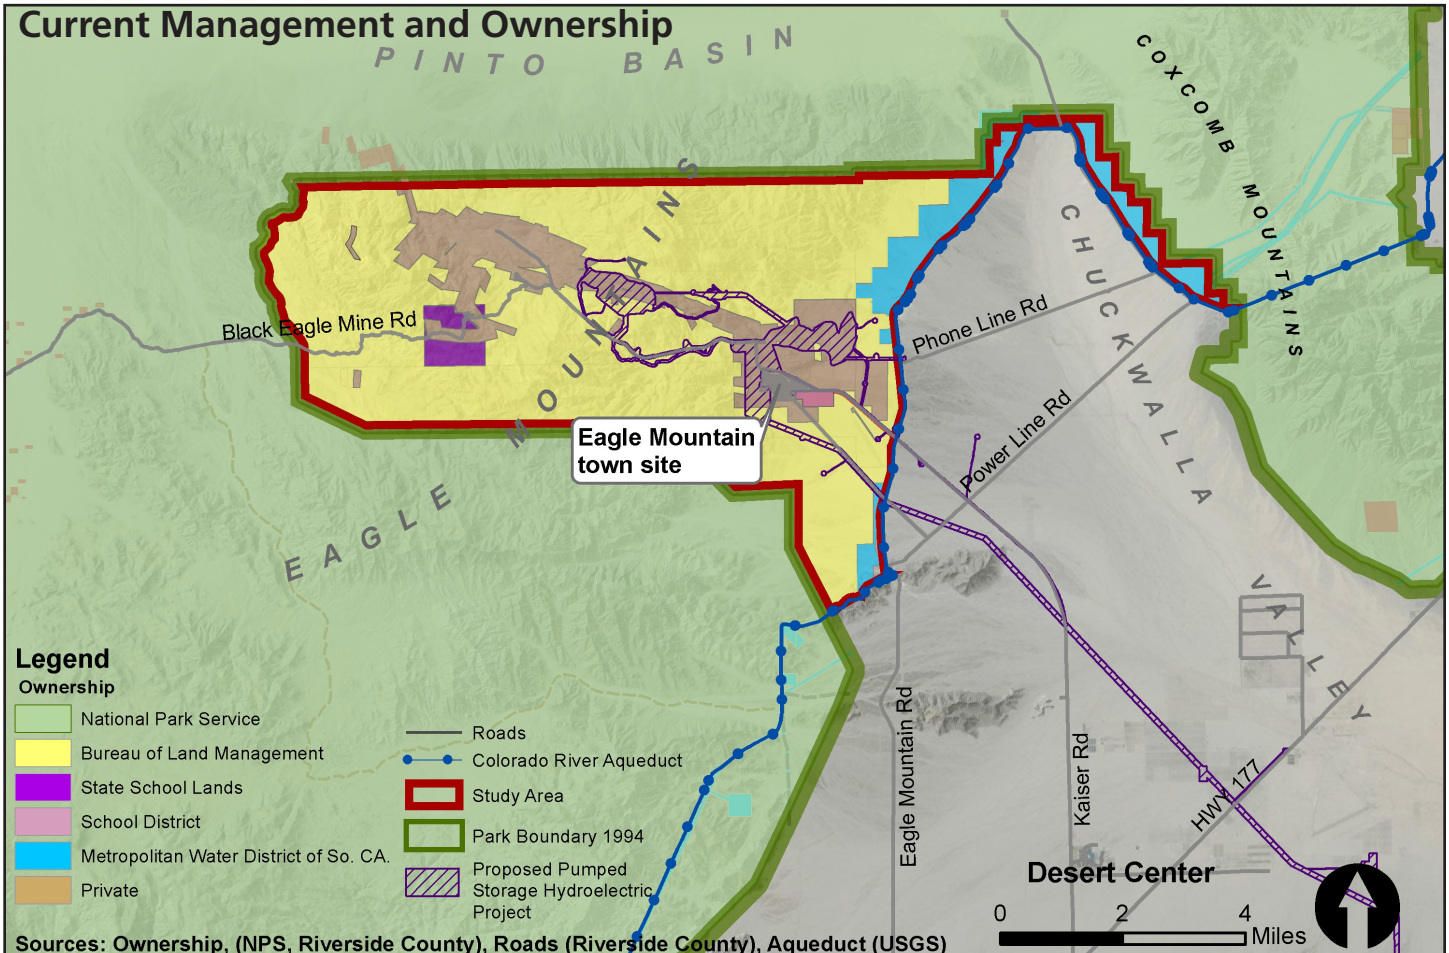 Current Management and Ownership
PINTO BASIN
COXCOMB MOUNTAINS
EAGLE MOUNTAINS
CHUCKWALLA VALLEY
Black Eagle Mine Rd
Phone Line Rd
Power Line Rd
Eagle Mountain
town site
Eagle Mountain Rd
Kaiser Rd
HWY 177
Desert Center
Legend
Ownership
National Park Service
Bureau of Land Management
State School Lands
School District
Metropolitan Water District of So. CA.
Private
Roads
Colorado River Aqueduct
Study Area
Park Boundary 1994
Proposed Pumped
Storage Hydroelectric
Project
0 2 4 Miles
Sources: Ownership, (NPS, Riverside County), Roads (Riverside County), Aqueduct (USGS)